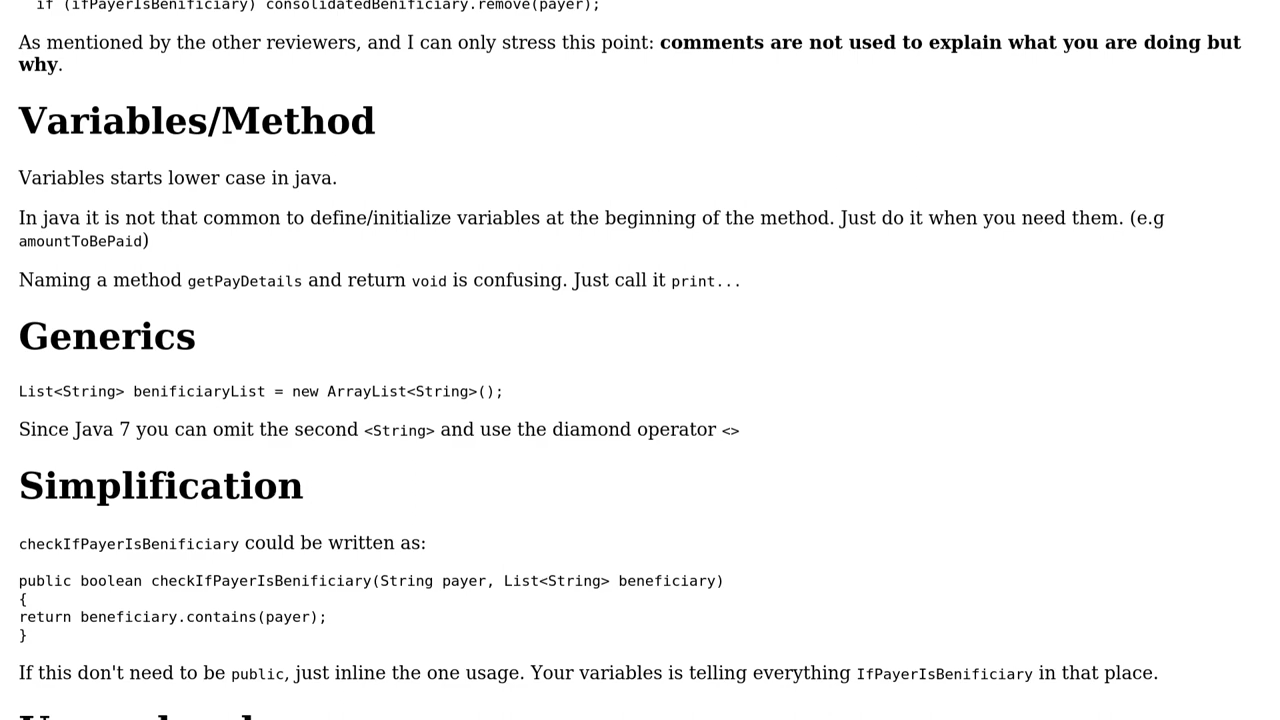 if (ifPayerIsBenificiary) consolidatedBenificiary.remove(payer);
As mentioned by the other reviewers, and I can only stress this point: comments are not used to explain what you are doing but
why.
Variables/Method
Variables starts lower case in java.
In java it is not that common to define/initialize variables at the beginning of the method. Just do it when you need them. (e.g
amountToBePaid)
Naming a method getPayDetails and return void is confusing. Just call it print...
Generics
List<String> benificiaryList = new ArrayList<String>();
Since Java 7 you can omit the second <String> and use the diamond operator <>
Simplification
checkIfPayerIsBenificiary could be written as:
public boolean checkIfPayerIsBenificiary(String payer, List<String> beneficiary)
{
return beneficiary.contains(payer);
}
If this don't need to be public, just inline the one usage. Your variables is telling everything IfPayerIsBenificiary in that place.